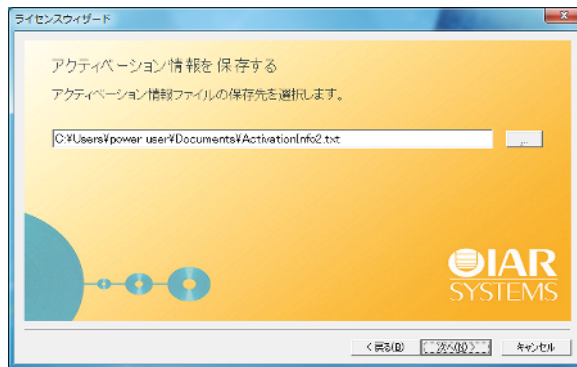 ライセンスウィザード
アクティベーション情報を保存する
アクティベーション情報ファイルの保存先を選択します。
C:¥Users¥power user¥Documents¥ActivationInfo2.txt
...
IAR
SYSTEMS
< 戻る(B)
次へ(N) >
キャンセル